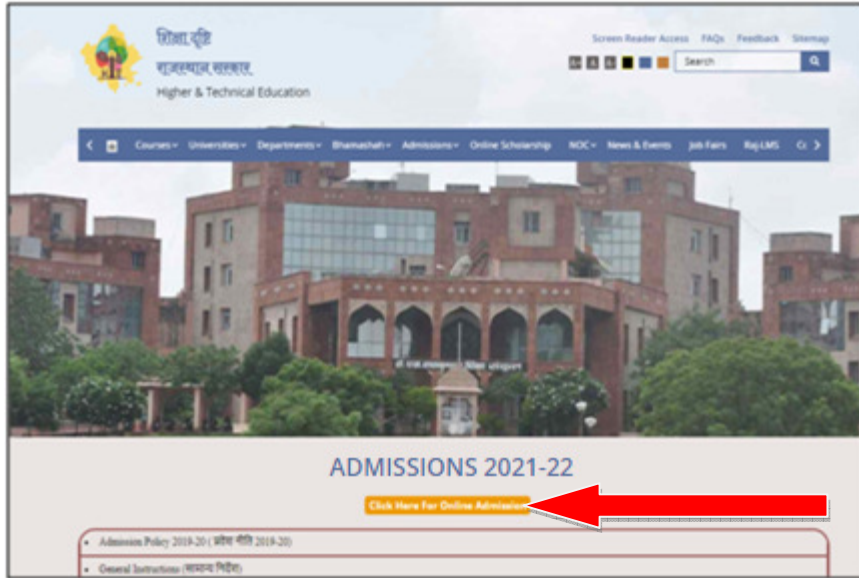 शिक्षा दृष्टि
राजस्थान सरकार
Higher & Technical Education
Screen Reader Access FAQs Feedback Sitemap
A+ A A-
Search
Courses Universities Departments Bhamashah Admissions Online Scholarship NOC News & Events Job Fairs Raj-LMS
ADMISSIONS 2021-22
Click Here For Online Admission
• Admission Policy 2019-20 ( प्रवेश नीति 2019-20)
• General Instructions (सामान्य निर्देश)